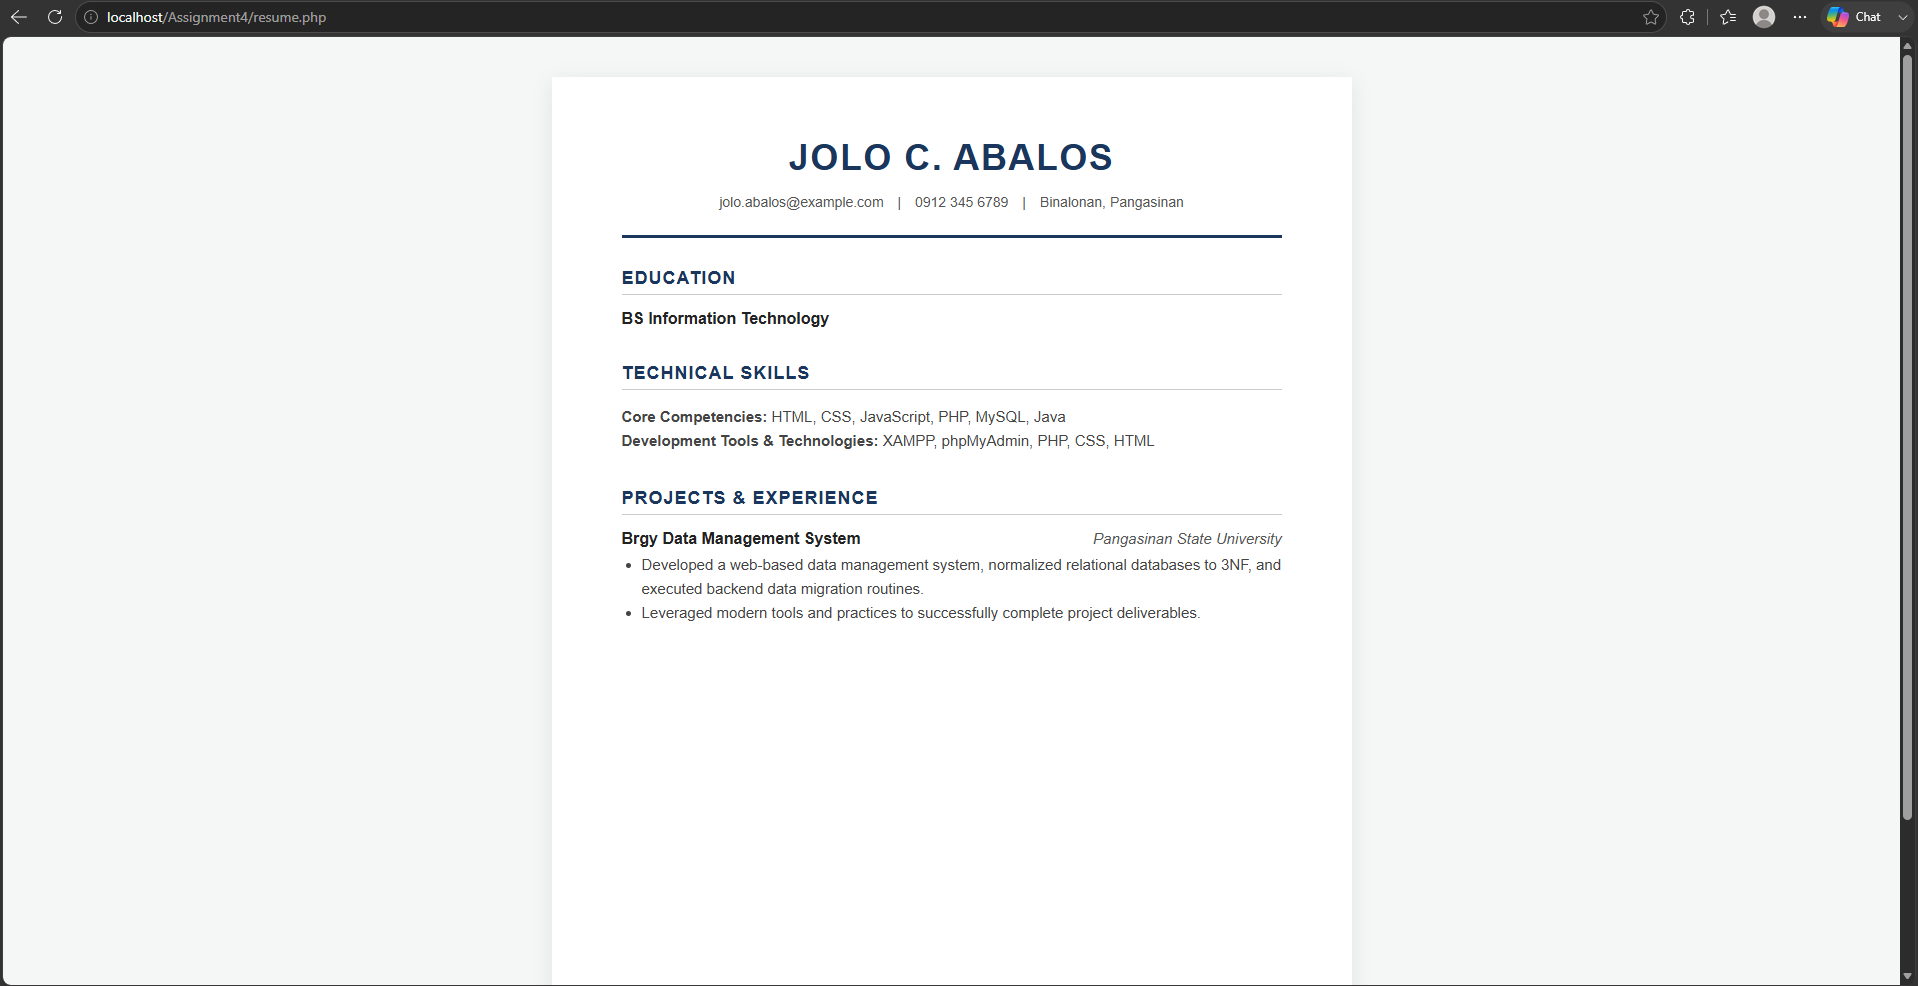 localhost/Assignment4/resume.php
Chat
JOLO C. ABALOS
jolo.abalos@example.com | 0912 345 6789 | Binalonan, Pangasinan
EDUCATION
BS Information Technology
TECHNICAL SKILLS
Core Competencies: HTML, CSS, JavaScript, PHP, MySQL, Java
Development Tools & Technologies: XAMPP, phpMyAdmin, PHP, CSS, HTML
PROJECTS & EXPERIENCE
Brgy Data Management System Pangasinan State University
• Developed a web-based data management system, normalized relational databases to 3NF, and
executed backend data migration routines.
• Leveraged modern tools and practices to successfully complete project deliverables.